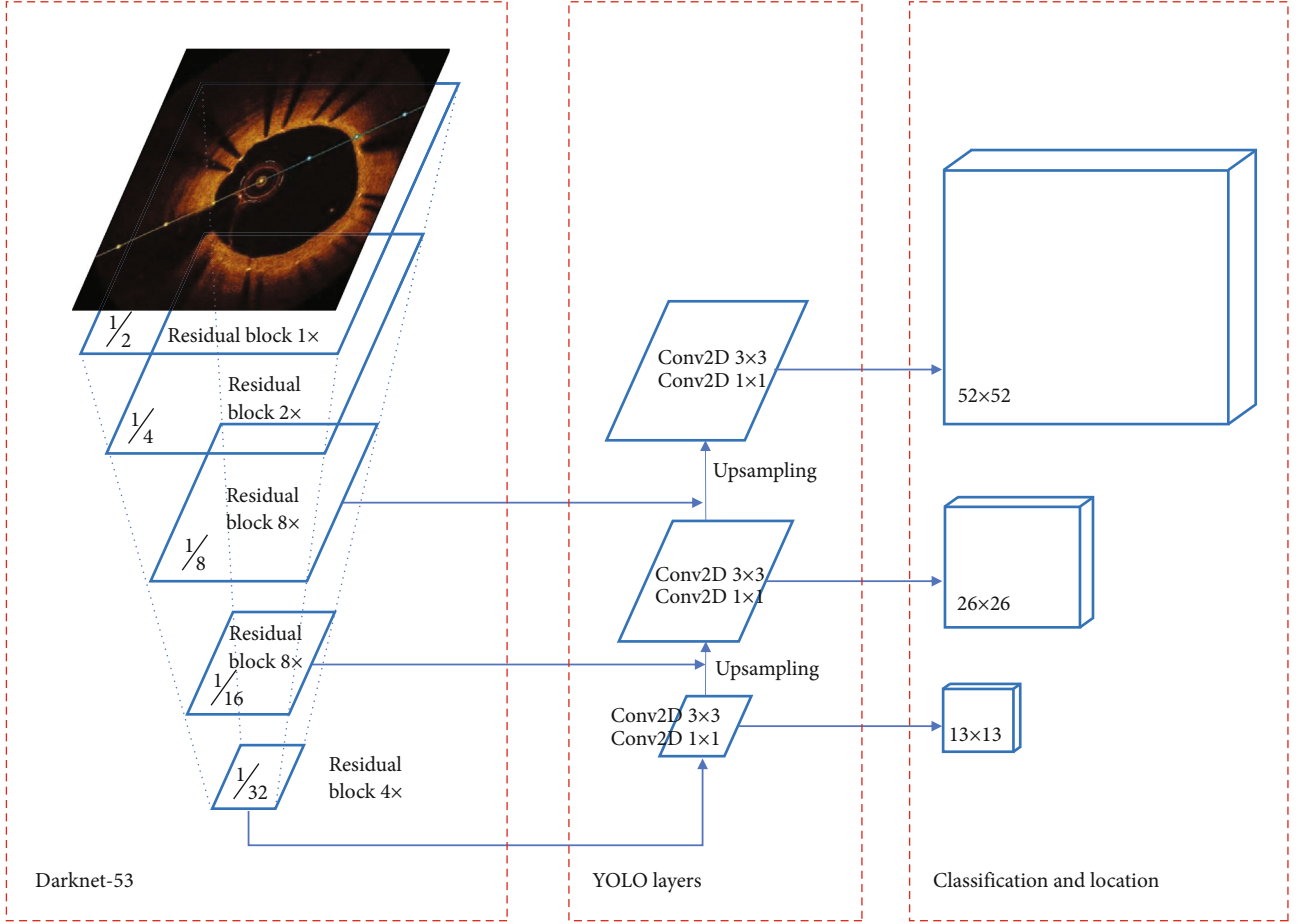 1/2
Residual block 1×
Residual
block 2×
1/4
Residual
block 8×
1/8
Residual
block 8×
1/16
1/32
Residual
block 4×
Darknet-53
Conv2D 3×3
Conv2D 1×1
Upsampling
Conv2D 3×3
Conv2D 1×1
Upsampling
Conv2D 3×3
Conv2D 1×1
YOLO layers
52×52
26×26
13×13
Classification and location